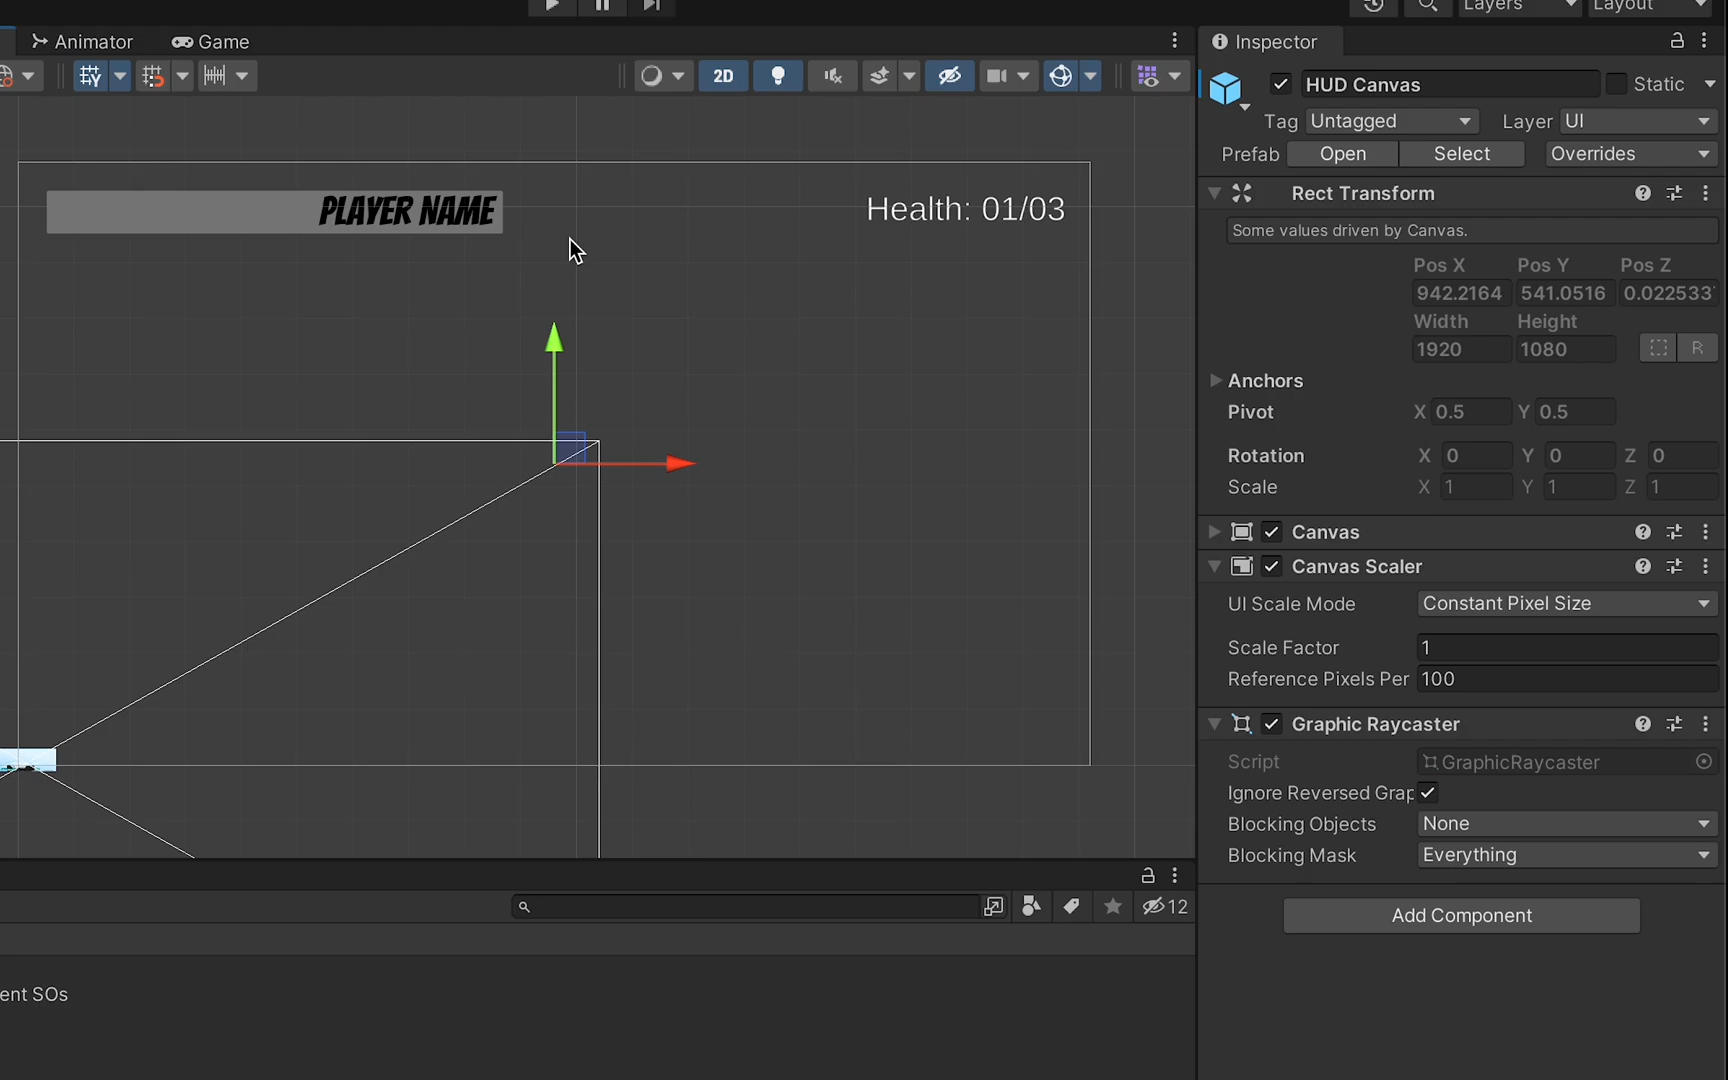 Layers
Layout
Animator
Game
2D
PLAYER NAME
Health: 01/03
12
ent SOs
Inspector
HUD Canvas
Static
Tag Untagged
Layer UI
Prefab Open Select Overrides
Rect Transform
Some values driven by Canvas.
Pos X Pos Y Pos Z
942.2164 541.0516 0.022533
Width Height
1920 1080 R
Anchors
Pivot X 0.5 Y 0.5
Rotation X 0 Y 0 Z 0
Scale X 1 Y 1 Z 1
Canvas
Canvas Scaler
UI Scale Mode Constant Pixel Size
Scale Factor 1
Reference Pixels Per 100
Graphic Raycaster
Script GraphicRaycaster
Ignore Reversed Grap
Blocking Objects None
Blocking Mask Everything
Add Component